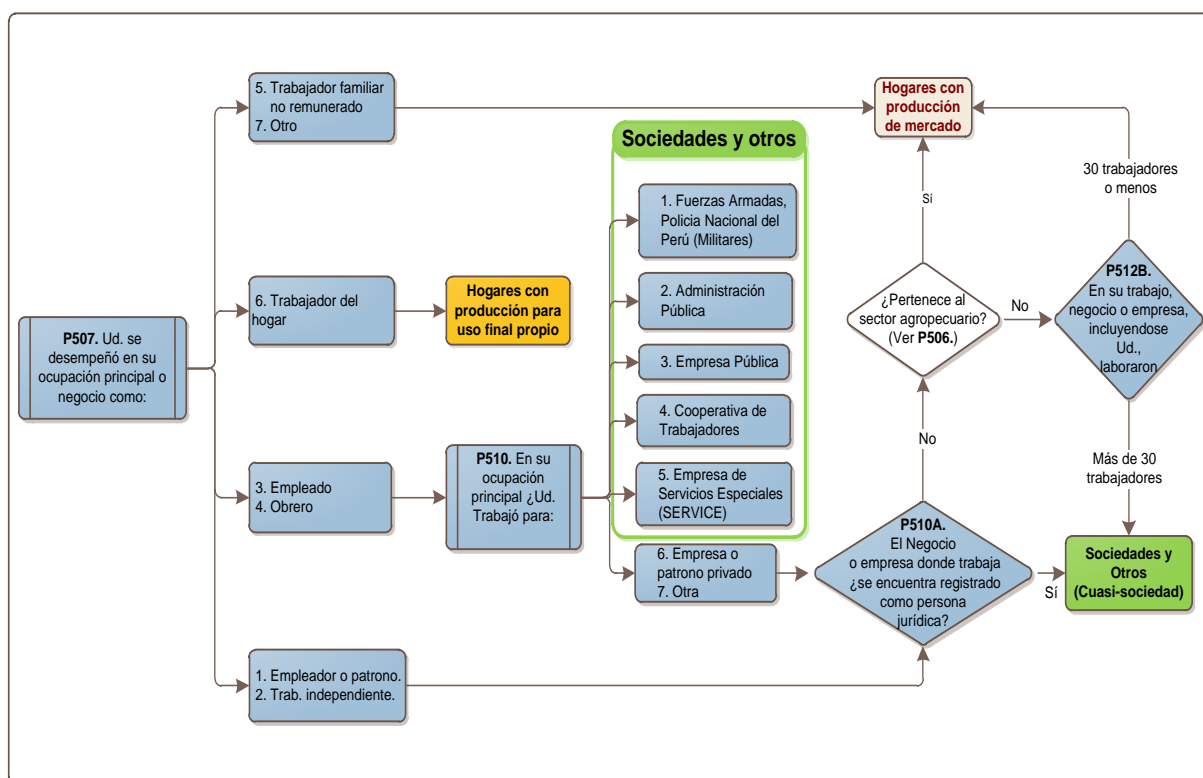 5. Trabajador familiar
no remunerado
7. Otro
Hogares con
producción
de mercado
Sociedades y otros
1. Fuerzas Armadas,
Policia Nacional del
Perú (Militares)
Sí
30 trabajadores
o menos
6. Trabajador del
hogar
Hogares con
producción para
uso final propio
2. Administración
Pública
¿Pertenece al
sector agropecuario?
(Ver P506.)
No
P512B.
En su trabajo,
negocio o empresa,
incluyendose
Ud.,
laboraron
P507. Ud. se
desempeñó en su
ocupación principal o
negocio como:
3. Empresa Pública
4. Cooperativa de
Trabajadores
No
Más de 30
trabajadores
3. Empleado
4. Obrero
P510. En su
ocupación
principal ¿Ud.
Trabajó para:
5. Empresa de
Servicios Especiales
(SERVICE)
6. Empresa o
patrono privado
7. Otra
P510A.
El Negocio
o empresa donde trabaja
¿se encuentra registrado
como persona
jurídica?
Sí
Sociedades y
Otros
(Cuasi-sociedad)
1. Empleador o patrono.
2. Trab. independiente.